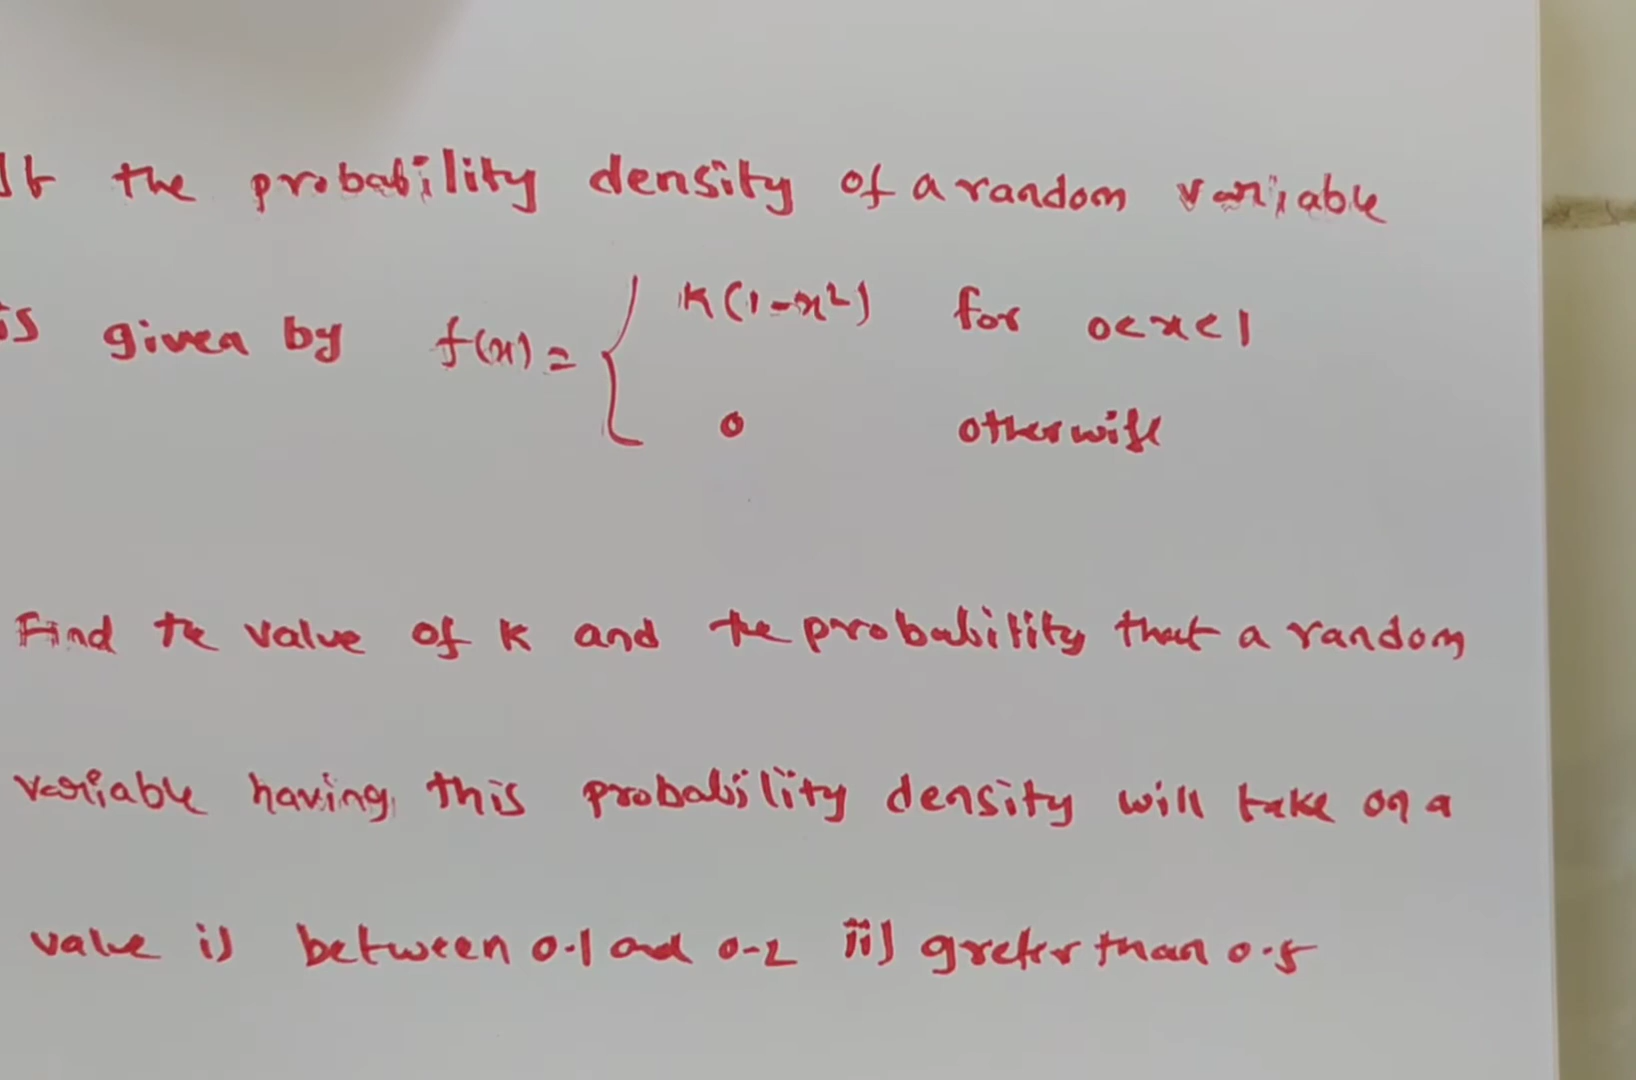 If the probability density of a random variable
is given by f(x) = { k(1-x²) for 0<x<1
0 otherwise
Find the value of k and the probability that a random
variable having this probability density will take on a
value i) between 0.1 and 0.2 ii) greter than 0.5